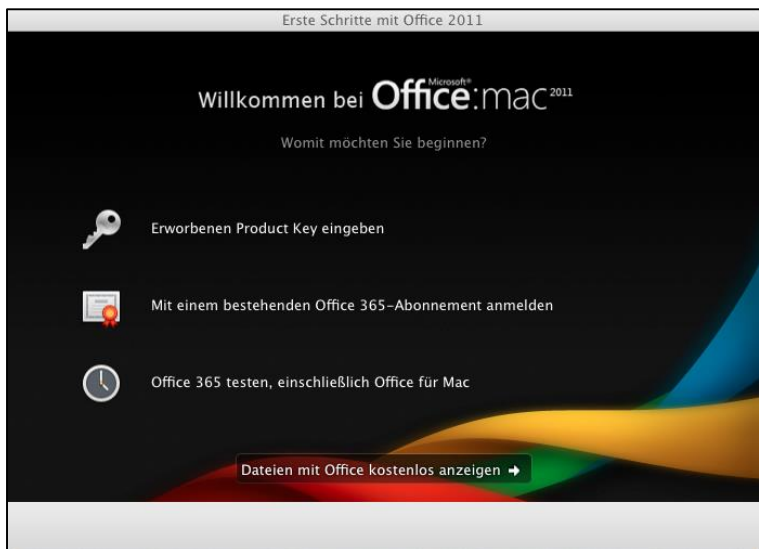 Erste Schritte mit Office 2011
Willkommen bei Microsoft® Office:mac 2011
Womit möchten Sie beginnen?
Erworbenen Product Key eingeben
Mit einem bestehenden Office 365-Abonnement anmelden
Office 365 testen, einschließlich Office für Mac
Dateien mit Office kostenlos anzeigen